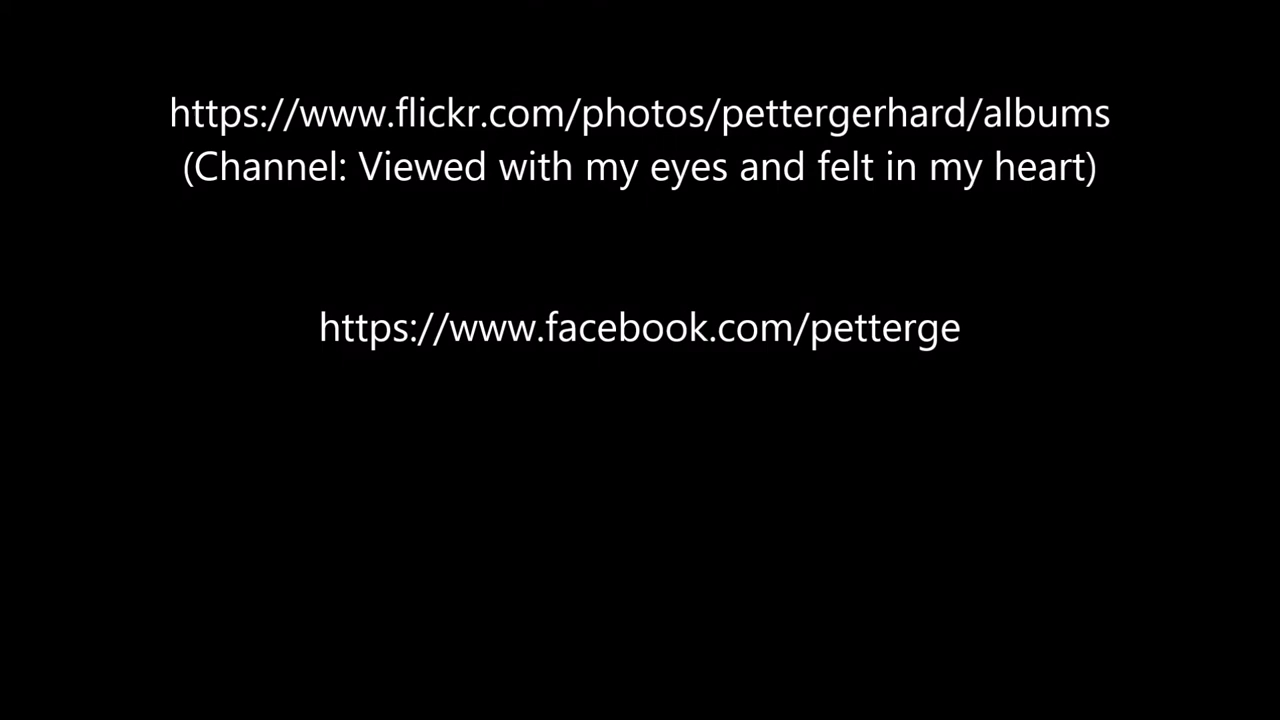 https://www.flickr.com/photos/pettergerhard/albums
(Channel: Viewed with my eyes and felt in my heart)
https://www.facebook.com/petterge